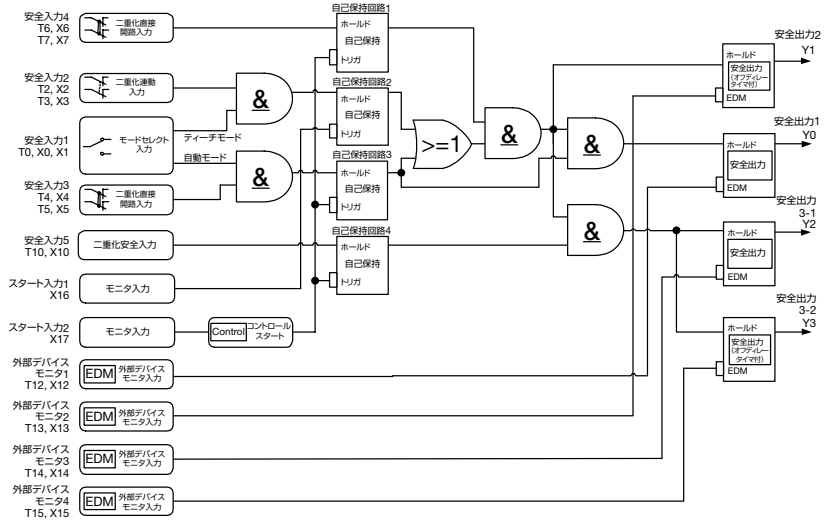 安全入力4
T6, X6
T7, X7
二重化直接
開路入力
安全入力2
T2, X2
T3, X3
二重化連動
入力
安全入力1
T0, X0, X1
モードセレクト
入力
ティーチモード
自動モード
安全入力3
T4, X4
T5, X5
二重化直接
開路入力
安全入力5
T10, X10
二重化安全入力
スタート入力1
X16
モニタ入力
スタート入力2
X17
モニタ入力
Control
コントロール
スタート
外部デバイス
モニタ1
T12, X12
EDM
外部デバイス
モニタ入力
外部デバイス
モニタ2
T13, X13
EDM
外部デバイス
モニタ入力
外部デバイス
モニタ3
T14, X14
EDM
外部デバイス
モニタ入力
外部デバイス
モニタ4
T15, X15
EDM
外部デバイス
モニタ入力
&
&
自己保持回路1
ホールド
自己保持
トリガ
自己保持回路2
ホールド
自己保持
トリガ
自己保持回路3
ホールド
自己保持
トリガ
自己保持回路4
ホールド
自己保持
トリガ
>=1
&
&
&
安全出力2
Y1
ホールド
安全出力
(オフディレー
タイマ付)
EDM
安全出力1
Y0
ホールド
安全出力
EDM
安全出力
3-1
Y2
ホールド
安全出力
EDM
安全出力
3-2
Y3
ホールド
安全出力
(オフディレー
タイマ付)
EDM